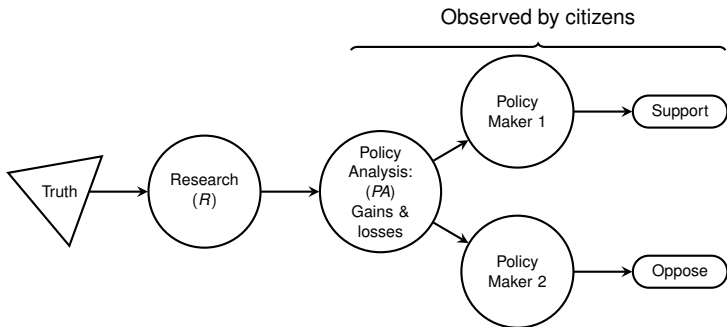 Observed by citizens
Truth
Research
(R)
Policy
Analysis:
(PA)
Gains &
losses
Policy
Maker 1
Support
Policy
Maker 2
Oppose